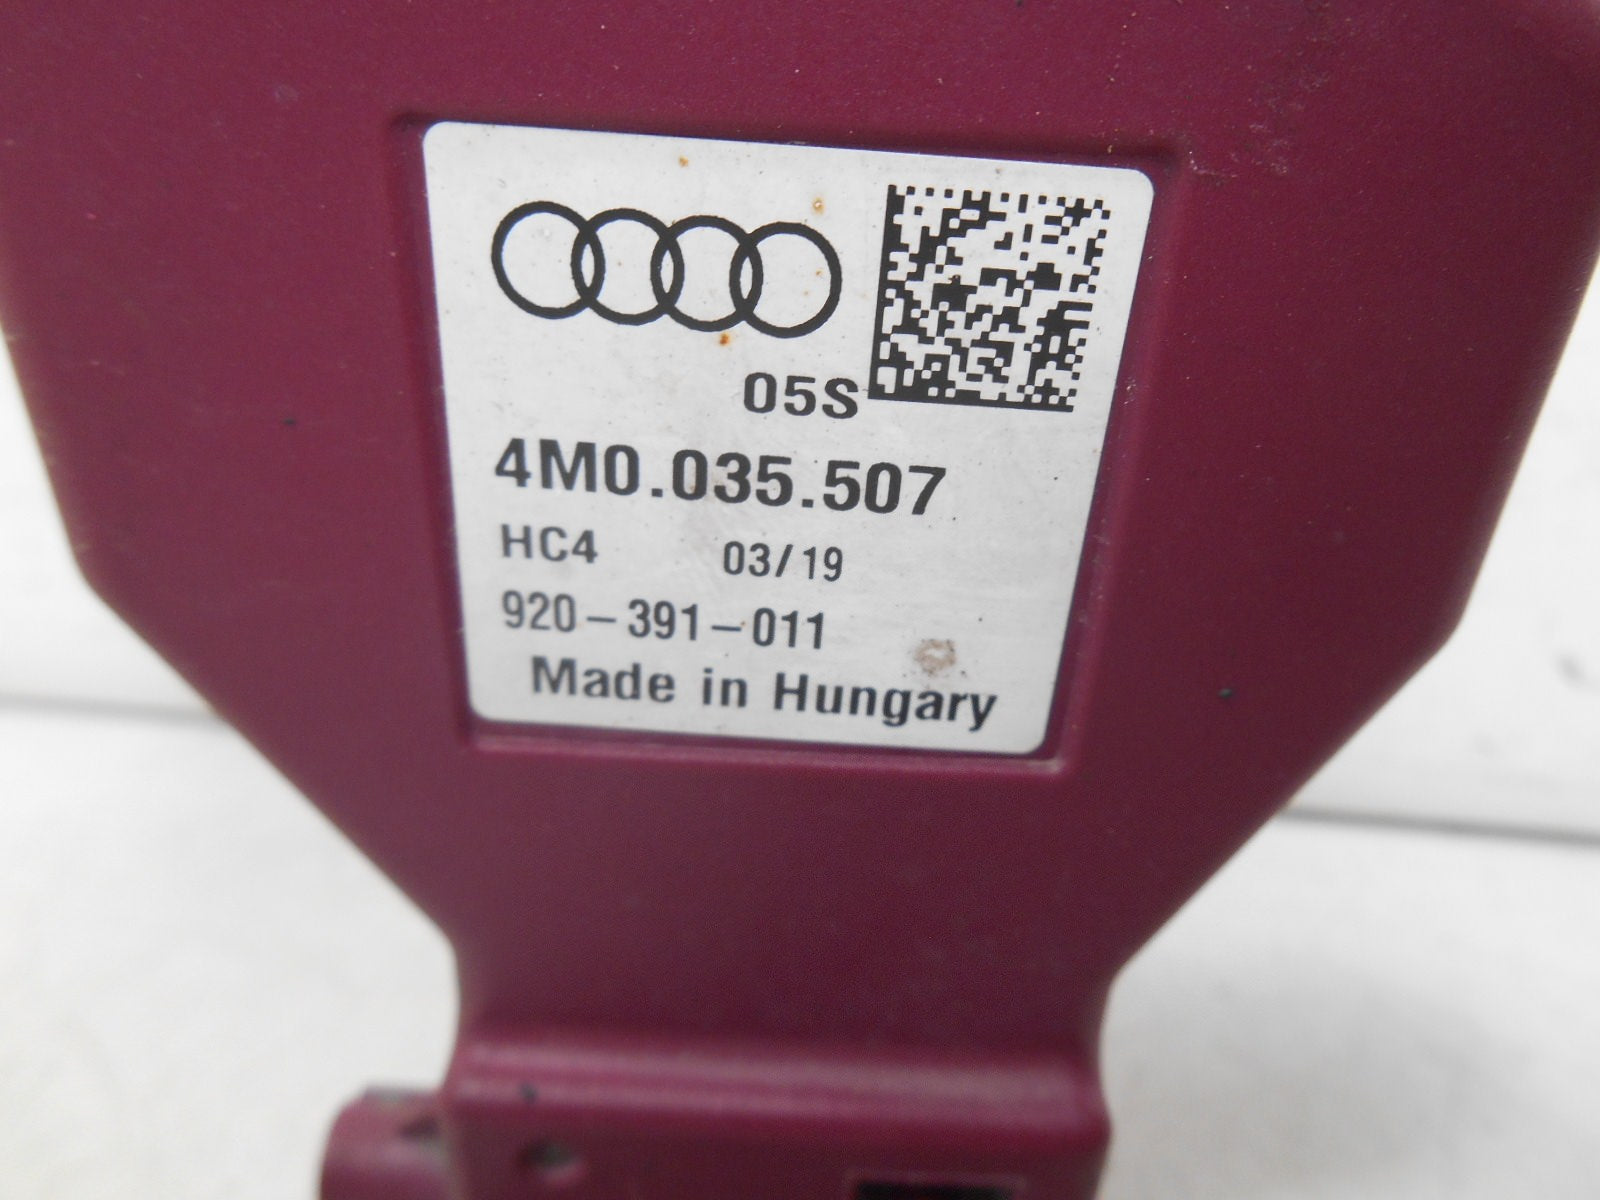 05S
4M0.035.507
HC4 03/19
920-391-011
Made in Hungary